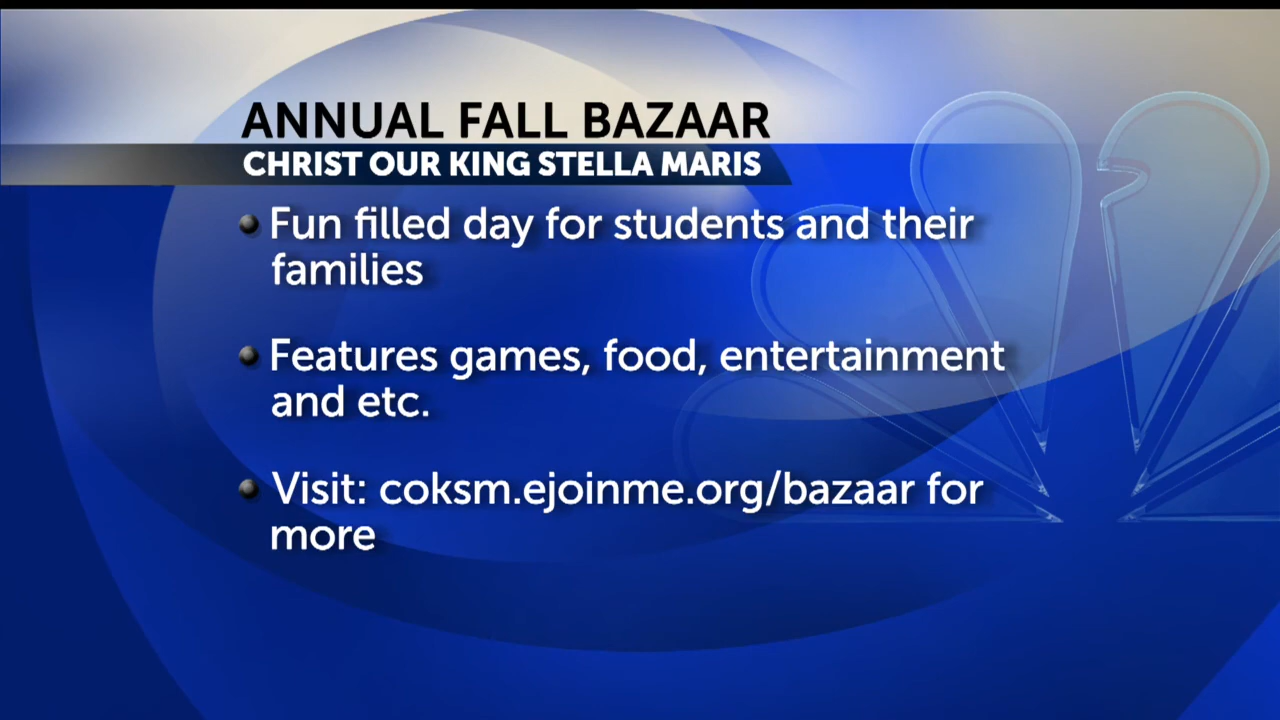 ANNUAL FALL BAZAAR
CHRIST OUR KING STELLA MARIS
Fun filled day for students and their
families
Features games, food, entertainment
and etc.
Visit: coksm.ejoinme.org/bazaar for
more